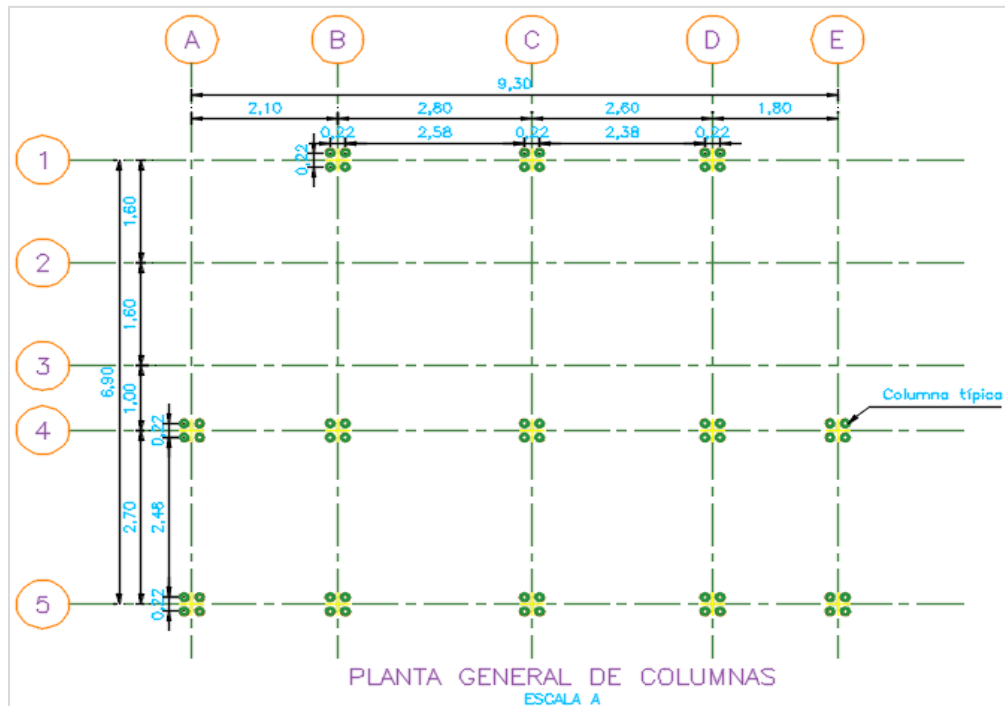 A B C D E
9,30
2,10 2,80 2,60 1,80
0,22 2,58 0,22 2,38 0,22
1
0,22
1,60
2
1,60
3
6,90
1,00
Columna típica
4
0,22
2,70
2,48
5
0,22
PLANTA GENERAL DE COLUMNAS
ESCALA A